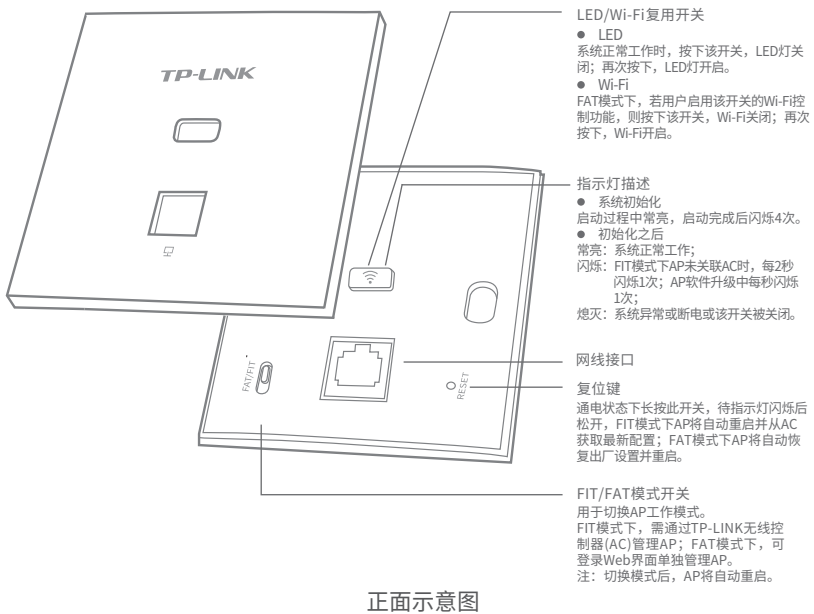 TP-LINK
FAT/FIT
RESET
LED/Wi-Fi复用开关
● LED
系统正常工作时，按下该开关，LED灯关
闭；再次按下，LED灯开启。
● Wi-Fi
FAT模式下，若用户启用该开关的Wi-Fi控
制功能，则按下该开关，Wi-Fi关闭；再次
按下，Wi-Fi开启。
指示灯描述
● 系统初始化
启动过程中常亮，启动完成后闪烁4次。
● 初始化之后
常亮：系统正常工作；
闪烁：FIT模式下AP未关联AC时，每2秒
闪烁1次；AP软件升级中每秒闪烁
1次；
熄灭：系统异常或断电或该开关被关闭。
网线接口
复位键
通电状态下长按此开关，待指示灯闪烁后
松开，FIT模式下AP将自动重启并从AC
获取最新配置；FAT模式下AP将自动恢
复出厂设置并重启。
FIT/FAT模式开关
用于切换AP工作模式。
FIT模式下，需通过TP-LINK无线控
制器(AC)管理AP；FAT模式下，可
登录Web界面单独管理AP。
注：切换模式后，AP将自动重启。
正面示意图